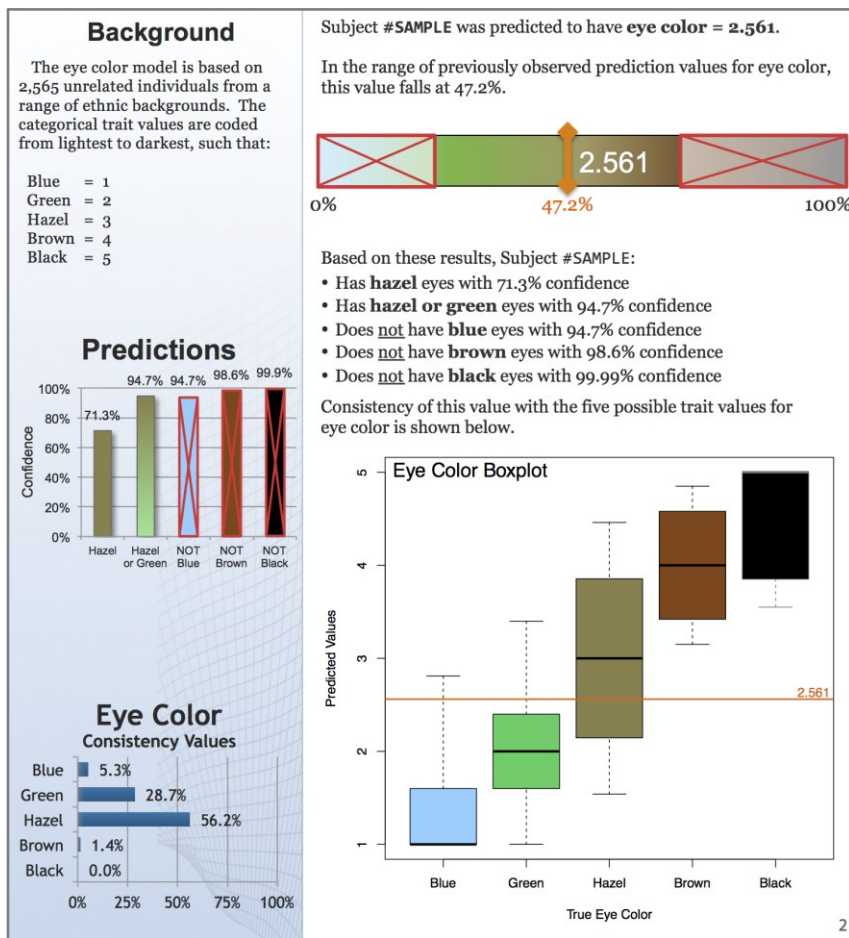 Background
The eye color model is based on
2,565 unrelated individuals from a
range of ethnic backgrounds. The
categorical trait values are coded
from lightest to darkest, such that:
Blue = 1
Green = 2
Hazel = 3
Brown = 4
Black = 5
Predictions
Confidence
100%
80%
60%
40%
20%
0%
71.3%
94.7%
94.7%
98.6%
99.9%
Hazel
Hazel
or Green
NOT
Blue
NOT
Brown
NOT
Black
Eye Color
Consistency Values
Blue 5.3%
Green 28.7%
Hazel 56.2%
Brown 1.4%
Black 0.0%
0% 25% 50% 75% 100%
Subject #SAMPLE was predicted to have eye color = 2.561.
In the range of previously observed prediction values for eye color,
this value falls at 47.2%.
2.561
0% 47.2% 100%
Based on these results, Subject #SAMPLE:
• Has hazel eyes with 71.3% confidence
• Has hazel or green eyes with 94.7% confidence
• Does not have blue eyes with 94.7% confidence
• Does not have brown eyes with 98.6% confidence
• Does not have black eyes with 99.99% confidence
Consistency of this value with the five possible trait values for
eye color is shown below.
Eye Color Boxplot
Predicted Values
5
4
3
2
1
2.561
Blue Green Hazel Brown Black
True Eye Color
2